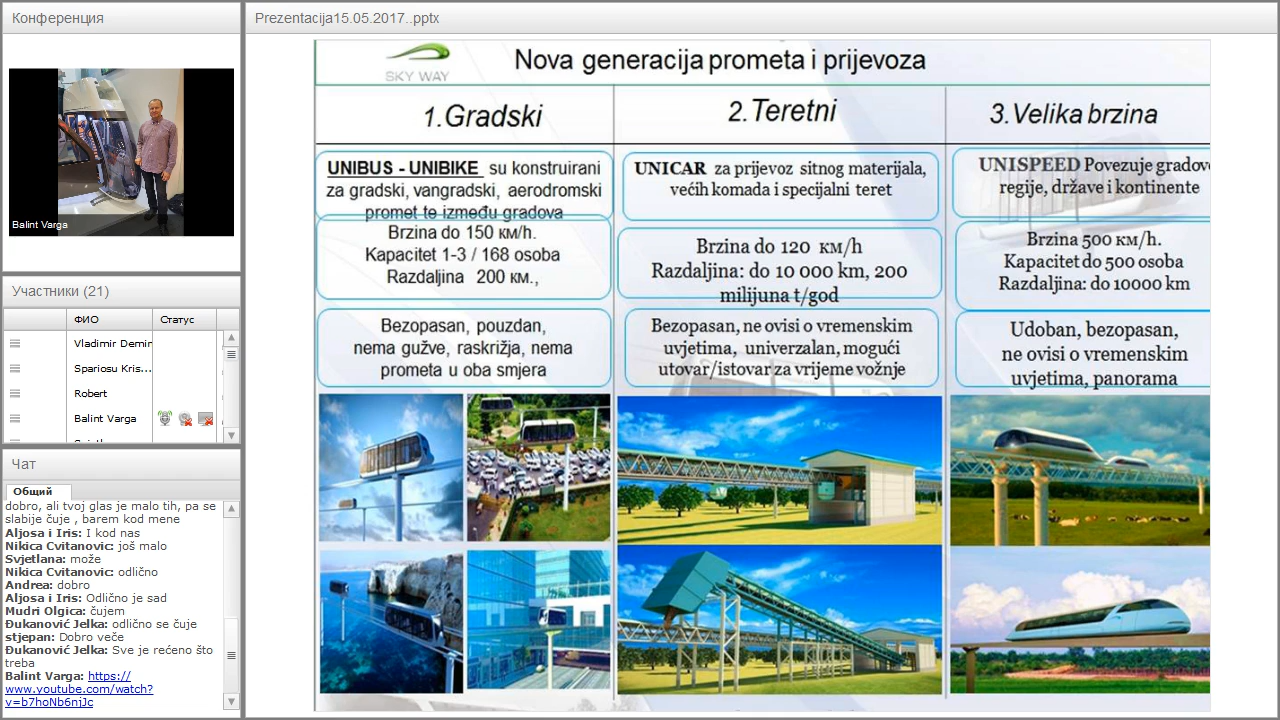 Конференция
Balint Varga
Участники (21)
ФИО
Статус
Vladimir Demir
Spariosu Kris...
Robert
Balint Varga
Чат
Общий
dobro, ali tvoj glas je malo tih, pa se
slabije čuje , barem kod mene
Aljosa i Iris: I kod nas
Nikica Cvitanovic: još malo
Svjetlana: može
Nikica Cvitanovic: odlično
Andrea: dobro
Aljosa i Iris: Odlično je sad
Mudri Olgica: čujem
Đukanović Jelka: odlično se čuje
stjepan: Dobro veče
Đukanović Jelka: Sve je rećeno što
treba
Balint Varga: https://
www.youtube.com/watch?
v=b7hoNb6njJc
Prezentacija15.05.2017..pptx
SKY WAY
Nova generacija prometa i prijevoza
1.Gradski
UNIBUS - UNIBIKE su konstruirani
za gradski, vangradski, aerodromski
promet te između gradova
Brzina do 150 км/h.
Kapacitet 1-3 / 168 osoba
Razdaljina 200 км.,
Bezopasan, pouzdan,
nema gužve, raskrižja, nema
prometa u oba smjera
2.Teretni
UNICAR za prijevoz sitnog materijala,
većih komada i specijalni teret
Brzina do 120 км/h
Razdaljina: do 10 000 km, 200
milijuna t/god
Bezopasan, ne ovisi o vremenskim
uvjetima, univerzalan, mogući
utovar/istovar za vrijeme vožnje
3.Velika brzina
UNISPEED Povezuje gradove
regije, države i kontinente
Brzina 500 км/h.
Kapacitet do 500 osoba
Razdaljina: do 10000 km
Udoban, bezopasan,
ne ovisi o vremenskim
uvjetima, panorama